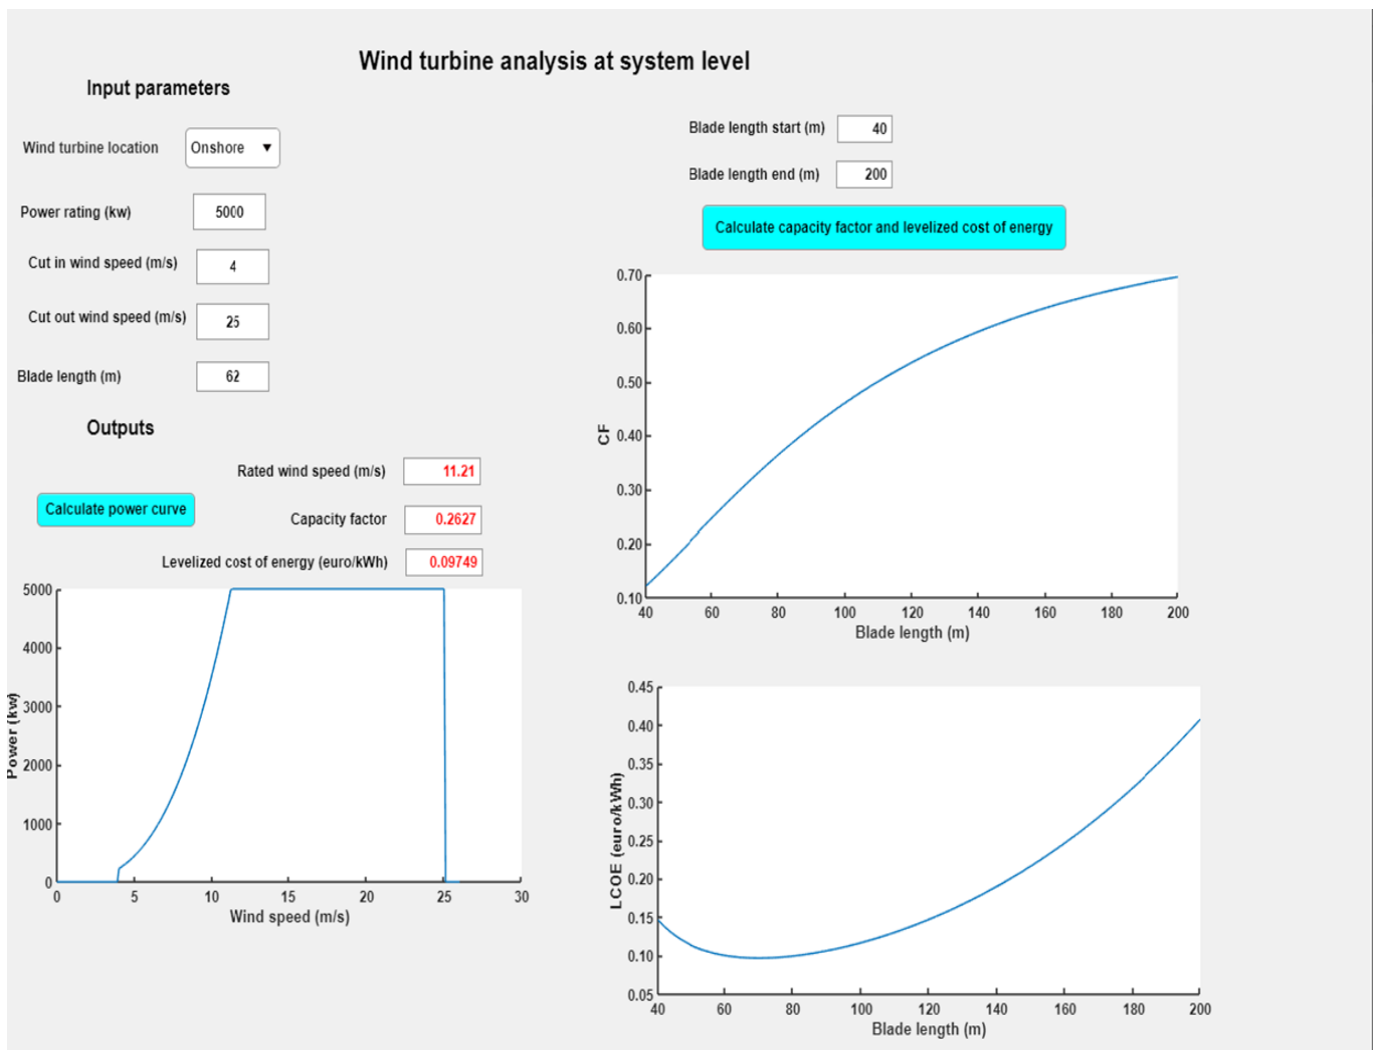 Wind turbine analysis at system level
Input parameters
Wind turbine location
Onshore ▼
Power rating (kw)
5000
Cut in wind speed (m/s)
4
Cut out wind speed (m/s)
25
Blade length (m)
62
Outputs
Calculate power curve
Rated wind speed (m/s)
11.21
Capacity factor
0.2627
Levelized cost of energy (euro/kWh)
0.09749
5000
4000
3000
2000
1000
0
Power (kw)
0 5 10 15 20 25 30
Wind speed (m/s)
Blade length start (m)
40
Blade length end (m)
200
Calculate capacity factor and levelized cost of energy
0.70
0.60
0.50
0.40
0.30
0.20
0.10
CF
40 60 80 100 120 140 160 180 200
Blade length (m)
0.45
0.40
0.35
0.30
0.25
0.20
0.15
0.10
0.05
LCOE (euro/kWh)
40 60 80 100 120 140 160 180 200
Blade length (m)